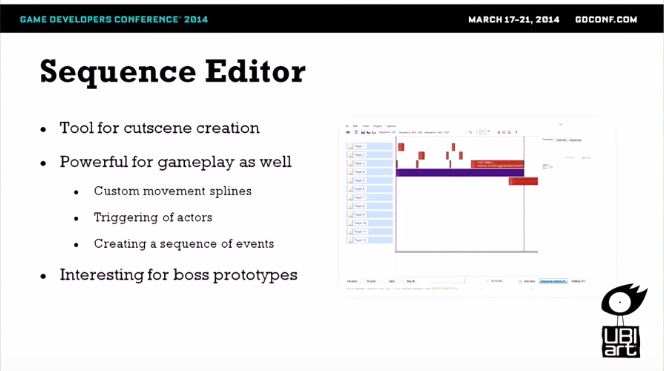 GAME DEVELOPERS CONFERENCE® 2014
MARCH 17-21, 2014 GDCONF.COM
Sequence Editor
• Tool for cutscene creation
• Powerful for gameplay as well
• Custom movement splines
• Triggering of actors
• Creating a sequence of events
• Interesting for boss prototypes
UBI
art